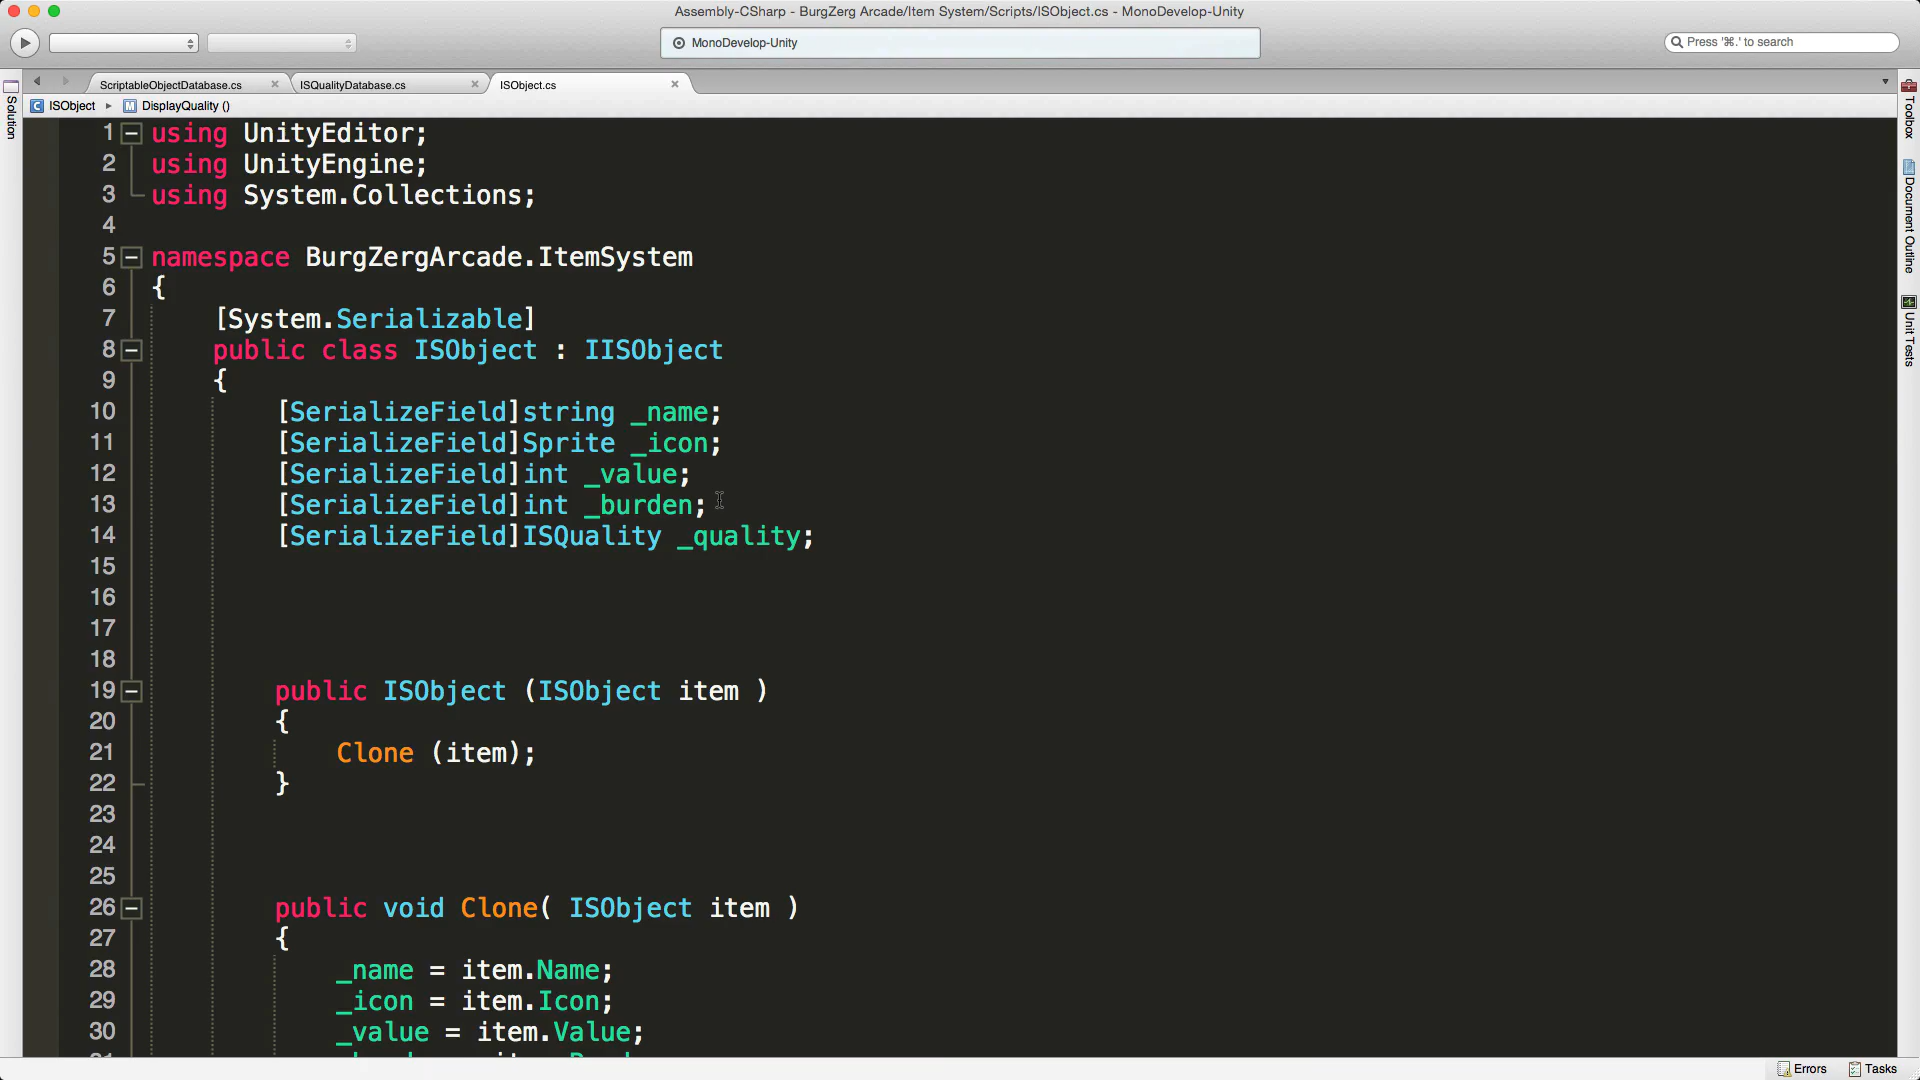 Assembly-CSharp - BurgZerg Arcade/Item System/Scripts/ISObject.cs - MonoDevelop-Unity
MonoDevelop-Unity
Press '⌘.' to search
ScriptableObjectDatabase.cs
ISQualityDatabase.cs
ISObject.cs
ISObject ▸ DisplayQuality ()
Solution
Toolbox
Document Outline
Unit Tests
1 using UnityEditor;
2 using UnityEngine;
3 using System.Collections;
4
5 namespace BurgZergArcade.ItemSystem
6 {
7 [System.Serializable]
8 public class ISObject : IISObject
9 {
10 [SerializeField]string _name;
11 [SerializeField]Sprite _icon;
12 [SerializeField]int _value;
13 [SerializeField]int _burden;
14 [SerializeField]ISQuality _quality;
15
16
17
18
19 public ISObject (ISObject item )
20 {
21 Clone (item);
22 }
23
24
25
26 public void Clone( ISObject item )
27 {
28 _name = item.Name;
29 _icon = item.Icon;
30 _value = item.Value;
Errors
Tasks